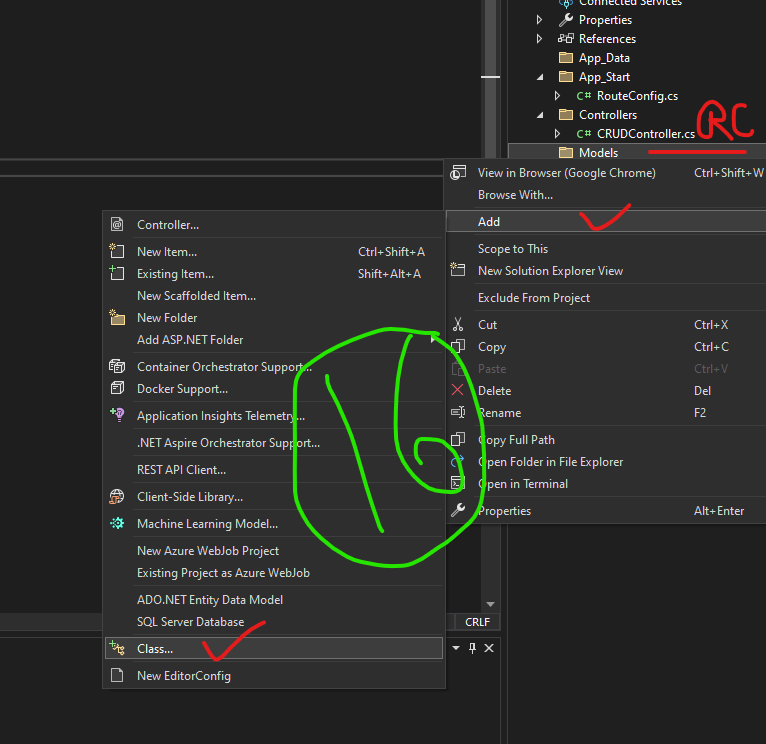 Connected Services
Properties
References
App_Data
App_Start
C# RouteConfig.cs
Controllers
C# CRUDController.cs
RC
Models
View in Browser (Google Chrome) Ctrl+Shift+W
Browse With...
Add
Scope to This
New Solution Explorer View
Exclude From Project
Cut Ctrl+X
Copy Ctrl+C
Paste Ctrl+V
Delete Del
Rename F2
Copy Full Path
Open Folder in File Explorer
Open in Terminal
Properties Alt+Enter
Controller...
New Item... Ctrl+Shift+A
Existing Item... Shift+Alt+A
New Scaffolded Item...
New Folder
Add ASP.NET Folder
Container Orchestrator Support...
Docker Support...
Application Insights Telemetry...
.NET Aspire Orchestrator Support...
REST API Client...
Client-Side Library...
Machine Learning Model...
New Azure WebJob Project
Existing Project as Azure WebJob
ADO.NET Entity Data Model
SQL Server Database
Class...
New EditorConfig
16
CRLF